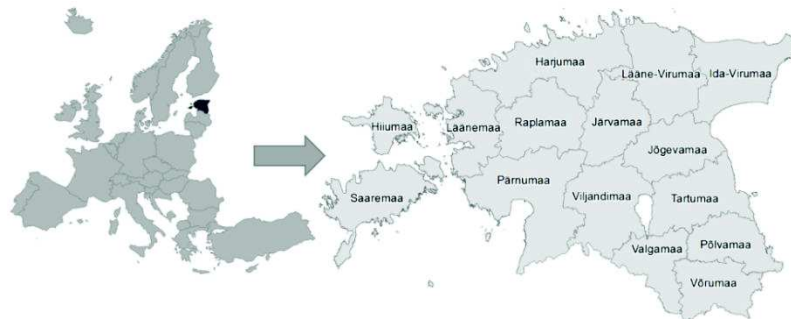 Harjumaa
Lääne-Virumaa
Ida-Virumaa
Hiiumaa
Läänemaa
Raplamaa
Järvamaa
Jõgevamaa
Saaremaa
Pärnumaa
Viljandimaa
Tartumaa
Valgamaa
Põlvamaa
Võrumaa